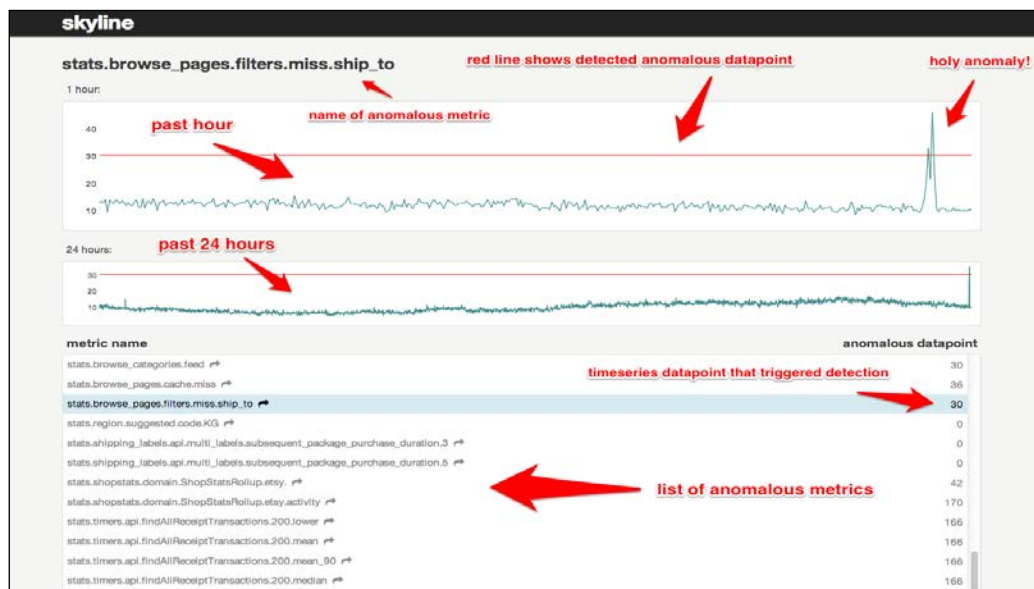 skyline
stats.browse_pages.filters.miss.ship_to
red line shows detected anomalous datapoint
holy anomaly!
1 hour:
name of anomalous metric
past hour
40
30
20
10
24 hours:
past 24 hours
30
20
10
metric name anomalous datapoint
stats.browse_categories.feed 30
timeseries datapoint that triggered detection
stats.browse_pages.cache.miss 36
stats.browse_pages.filters.miss.ship_to 30
stats.region.suggested.code.KG 0
stats.shipping_labels.api.multi_labels.subsequent_package_purchase_duration.3 0
stats.shipping_labels.api.multi_labels.subsequent_package_purchase_duration.5 0
stats.shopstats.domain.ShopStatsRollup.etsy. 42
list of anomalous metrics
stats.shopstats.domain.ShopStatsRollup.etsy.activity 170
stats.timers.api.findAllReceiptTransactions.200.lower 166
stats.timers.api.findAllReceiptTransactions.200.mean 166
stats.timers.api.findAllReceiptTransactions.200.mean_90 166
stats.timers.api.findAllReceiptTransactions.200.median 166